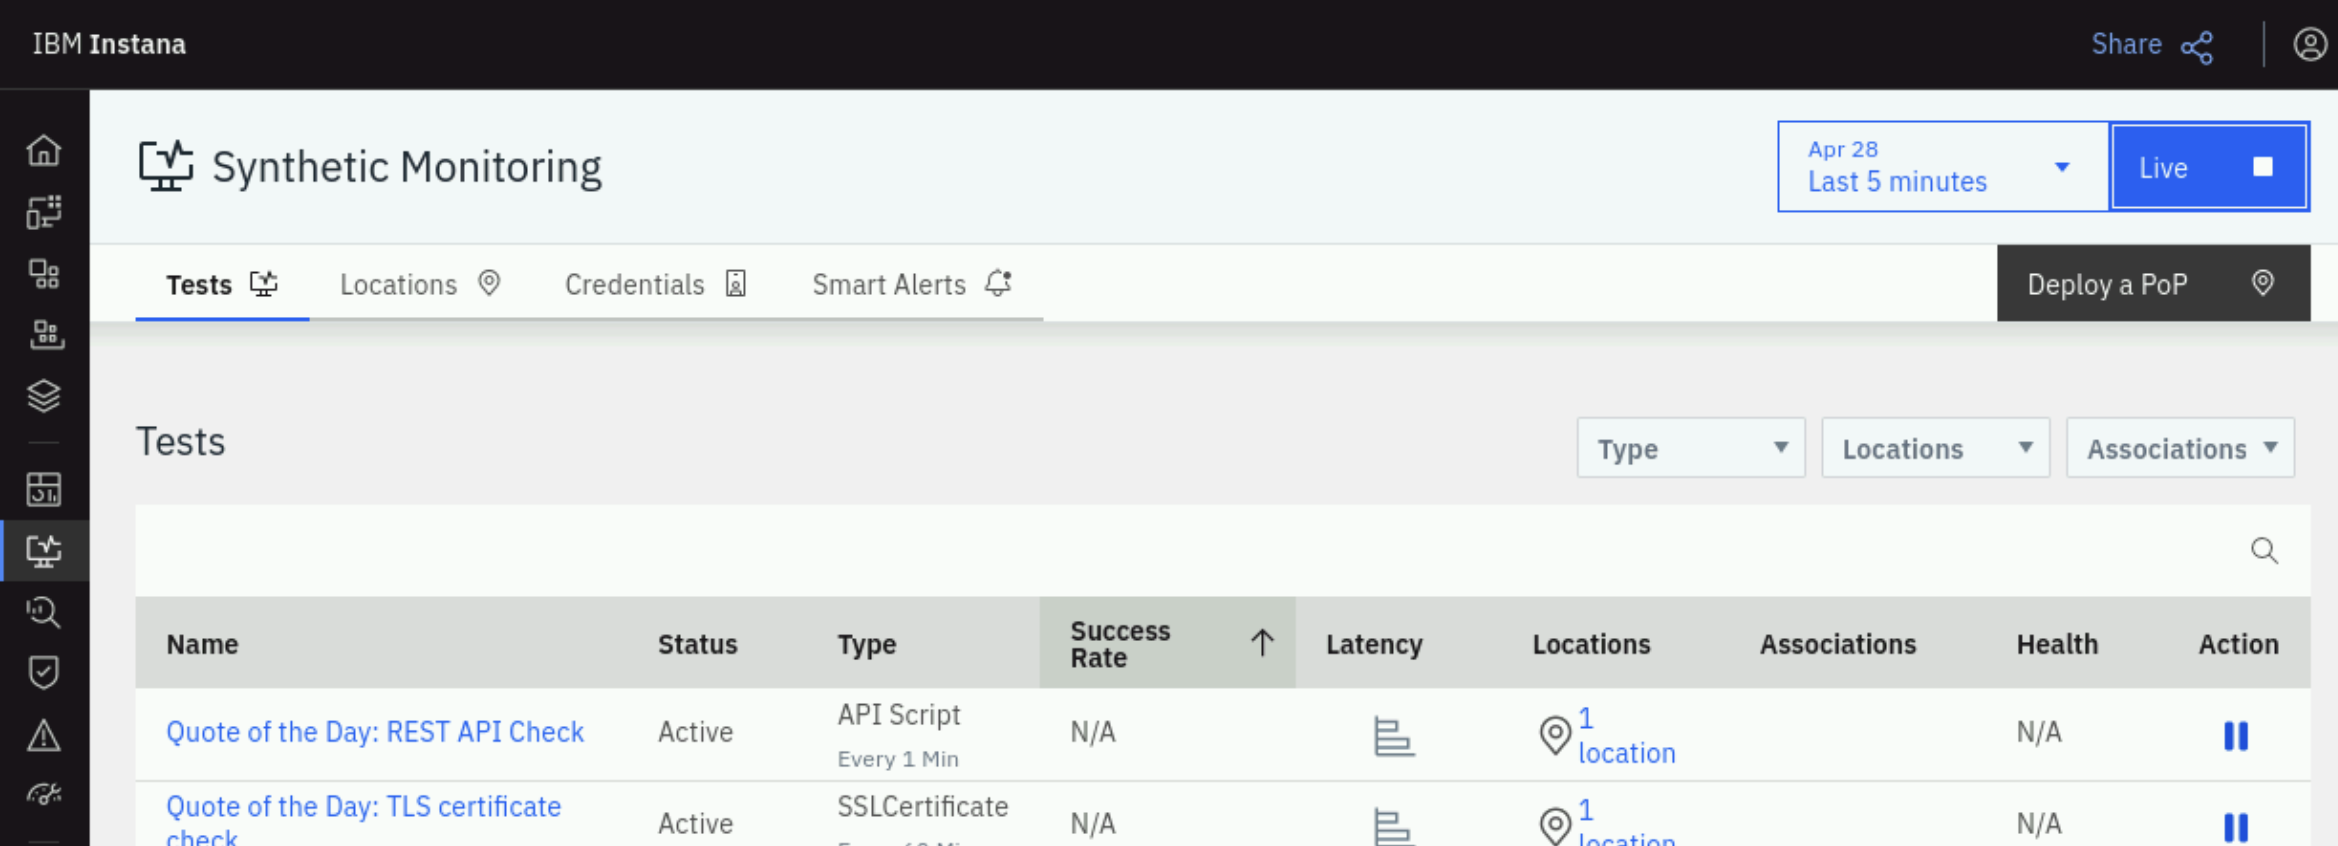 IBM Instana
Share
Synthetic Monitoring
Apr 28
Last 5 minutes
Live
Tests
Locations
Credentials
Smart Alerts
Deploy a PoP
Tests
Type
Locations
Associations
Name
Status
Type
Success
Rate
Latency
Locations
Associations
Health
Action
Quote of the Day: REST API Check
Active
API Script
Every 1 Min
N/A
1
location
N/A
Quote of the Day: TLS certificate
check
Active
SSLCertificate
N/A
1
location
N/A